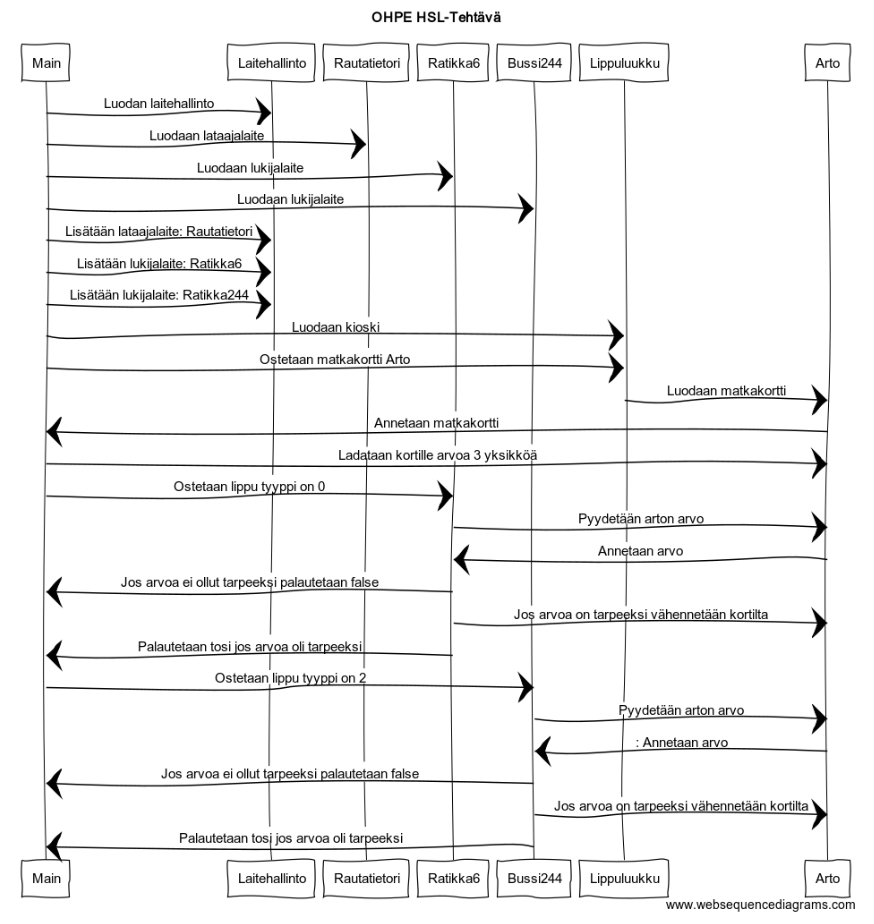 OHPE HSL-Tehtävä
Main Laitehallinto Rautatietori Ratikka6 Bussi244 Lippuluukku Arto
Luodan laitehallinto
Luodaan lataajalaite
Luodaan lukijalaite
Luodaan lukijalaite
Lisätään lataajalaite: Rautatietori
Lisätään lukijalaite: Ratikka6
Lisätään lukijalaite: Ratikka244
Luodaan kioski
Ostetaan matkakortti Arto
Luodaan matkakortti
Annetaan matkakortti
Ladataan kortille arvoa 3 yksikköä
Ostetaan lippu tyyppi on 0
Pyydetään arton arvo
Annetaan arvo
Jos arvoa ei ollut tarpeeksi palautetaan false
Jos arvoa on tarpeeksi vähennetään kortilta
Palautetaan tosi jos arvoa oli tarpeeksi
Ostetaan lippu tyyppi on 2
Pyydetään arton arvo
: Annetaan arvo
Jos arvoa ei ollut tarpeeksi palautetaan false
Jos arvoa on tarpeeksi vähennetään kortilta
Palautetaan tosi jos arvoa oli tarpeeksi
Main Laitehallinto Rautatietori Ratikka6 Bussi244 Lippuluukku Arto
www.websequencediagrams.com